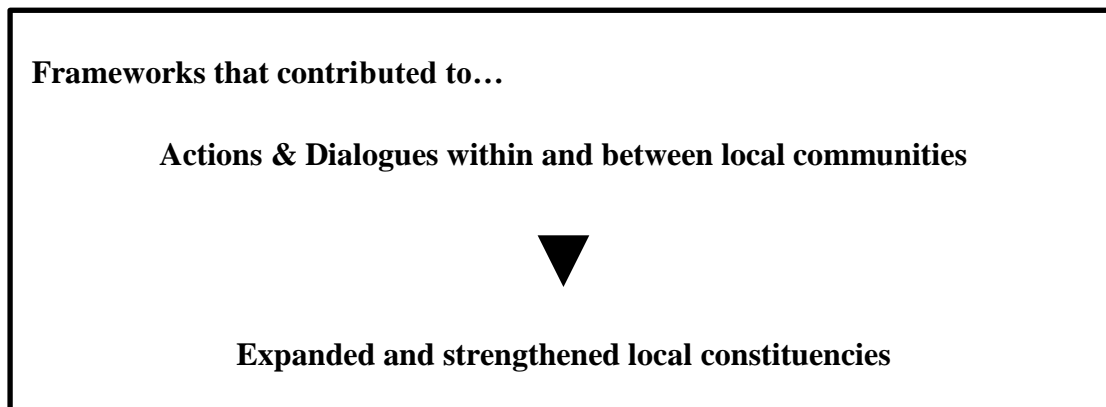 Frameworks that contributed to…
Actions & Dialogues within and between local communities
Expanded and strengthened local constituencies